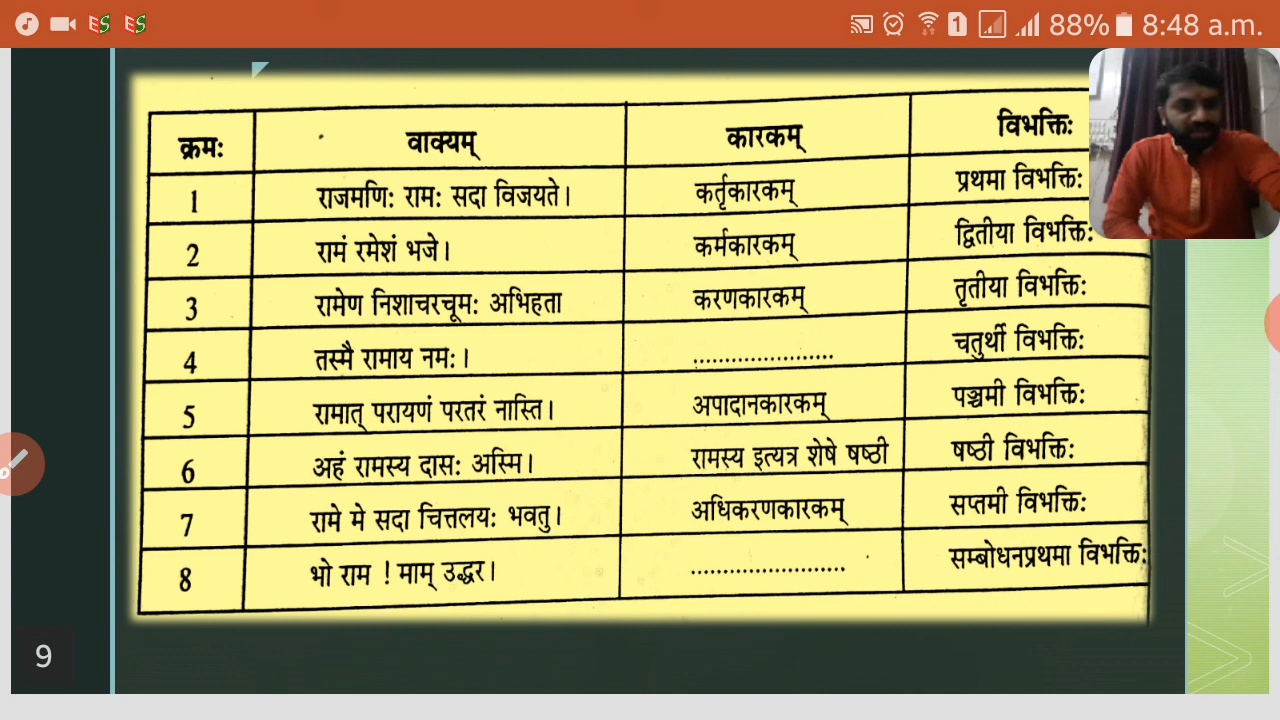 88% 8:48 a.m.
क्रमः वाक्यम् कारकम् विभक्तिः
1 राजमणिः रामः सदा विजयते। कर्तृकारकम् प्रथमा विभक्तिः
2 रामं रमेशं भजे। कर्मकारकम् द्वितीया विभक्तिः
3 रामेण निशाचरचूमः अभिहता करणकारकम् तृतीया विभक्तिः
4 तस्मै रामाय नमः। ...................... चतुर्थी विभक्तिः
5 रामात् परायणं परतरं नास्ति। अपादानकारकम् पञ्चमी विभक्तिः
6 अहं रामस्य दासः अस्मि। रामस्य इत्यत्र शेषे षष्ठी षष्ठी विभक्तिः
7 रामे मे सदा चित्तलयः भवतु। अधिकरणकारकम् सप्तमी विभक्तिः
8 भो राम ! माम् उद्धर। ........................ सम्बोधनप्रथमा विभक्तिः
9